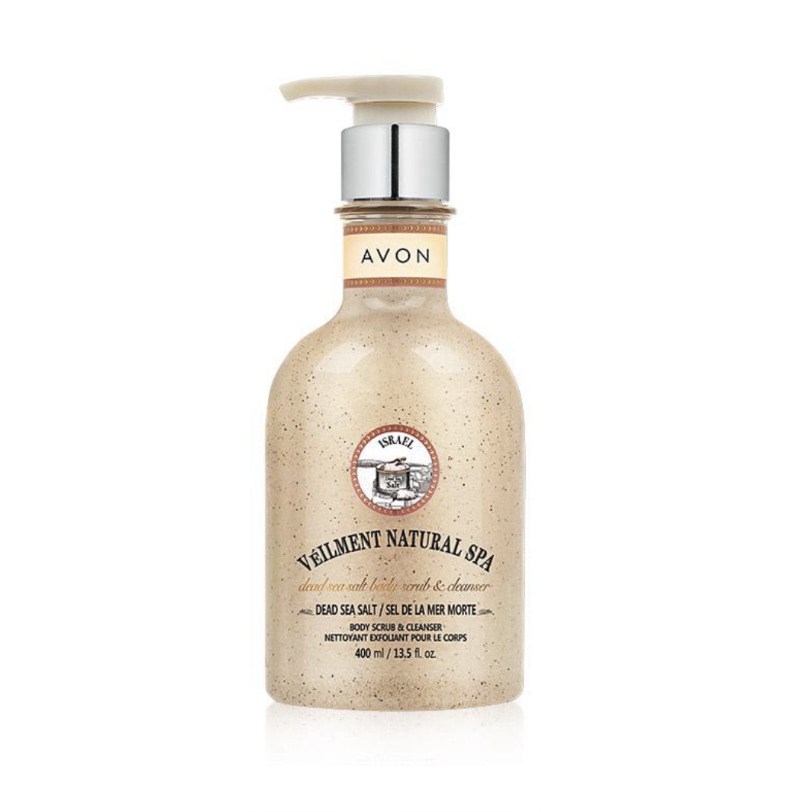 AVON
ISRAEL
Salt
VÉILMENT NATURAL SPA
dead sea salt body scrub & cleanser
DEAD SEA SALT / SEL DE LA MER MORTE
BODY SCRUB & CLEANSER
NETTOYANT EXFOLIANT POUR LE CORPS
400 ml / 13.5 fl. oz.